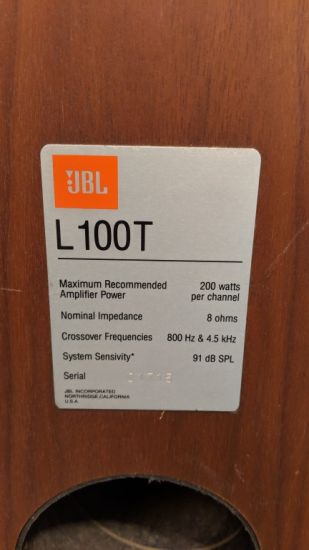 JBL
L100T
Maximum Recommended
Amplifier Power
200 watts
per channel
Nominal Impedance 8 ohms
Crossover Frequencies 800 Hz & 4.5 kHz
System Sensivity* 91 dB SPL
Serial
JBL INCORPORATED
NORTHRIDGE,CALIFORNIA
U.S.A.